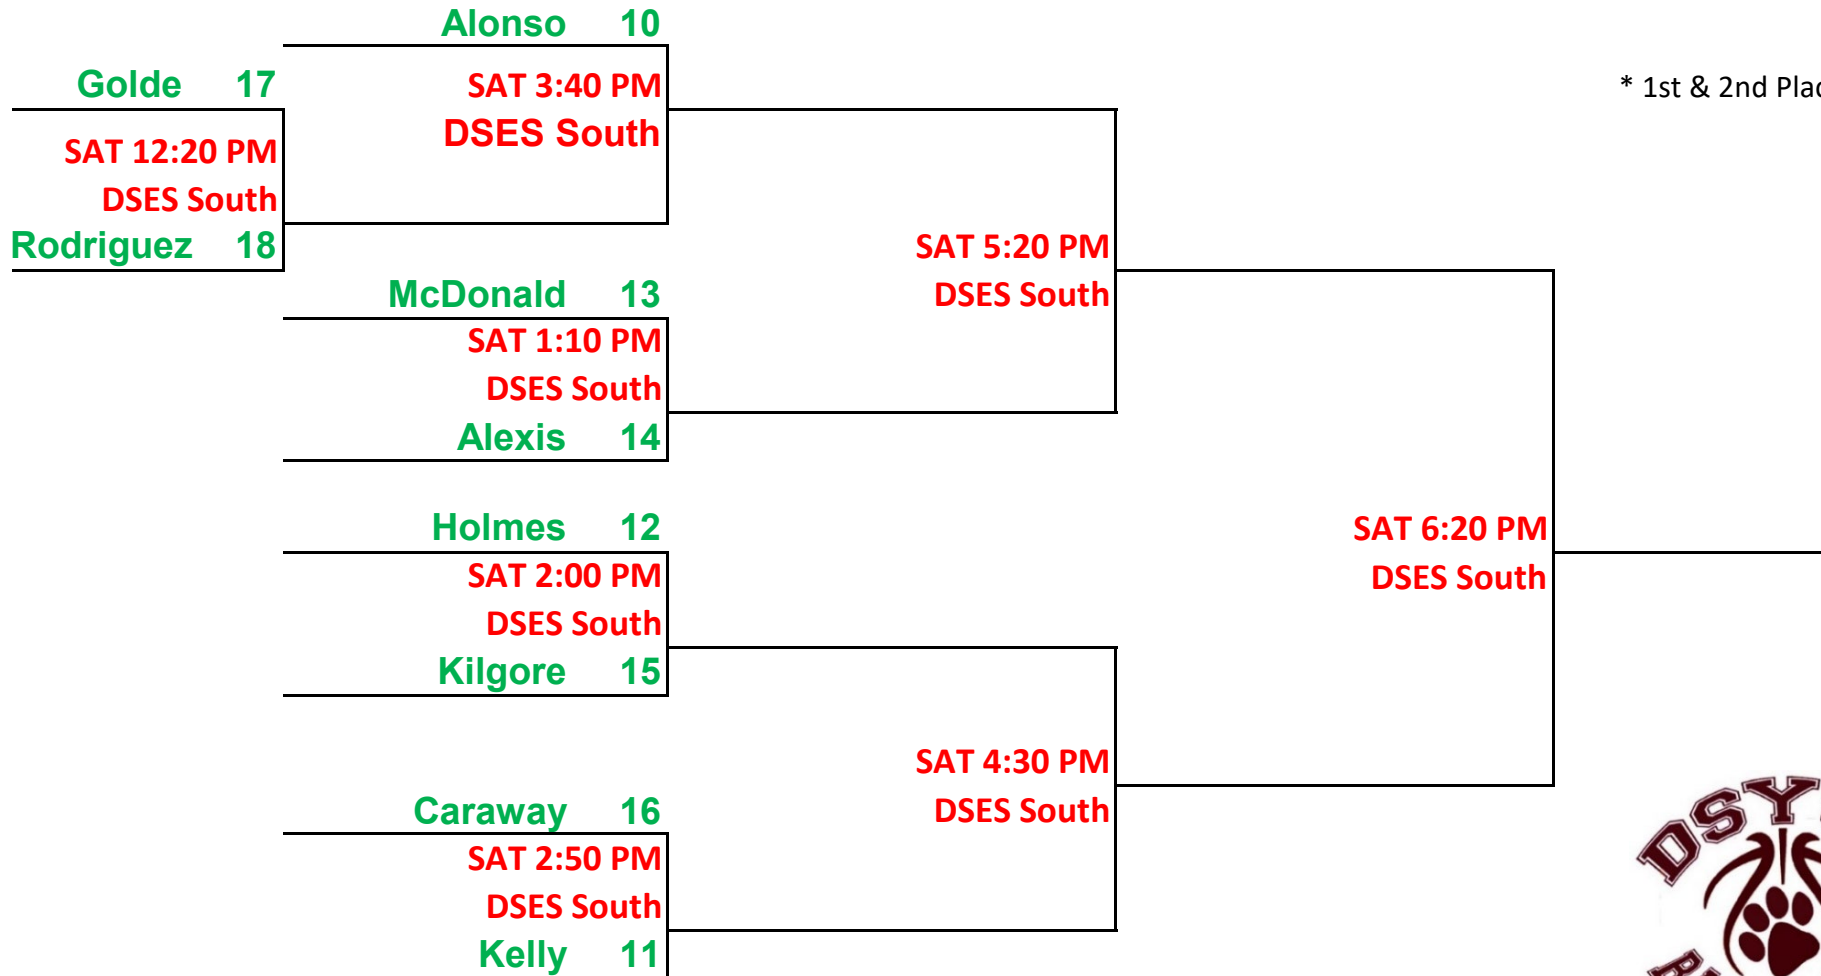 Alonso 10
Golde 17
SAT 3:40 PM
* 1st & 2nd
DSES South
SAT 12:20 PM
DSES South
Rodriguez 18
SAT 5:20 PM
DSES South
McDonald 13
SAT 1:10 PM
DSES South
Alexis 14
Holmes 12
SAT 6:20 PM
DSES South
SAT 2:00 PM
DSES South
Kilgore 15
SAT 4:30 PM
DSES South
Caraway 16
SAT 2:50 PM
DSES South
Kelly 11
DSY